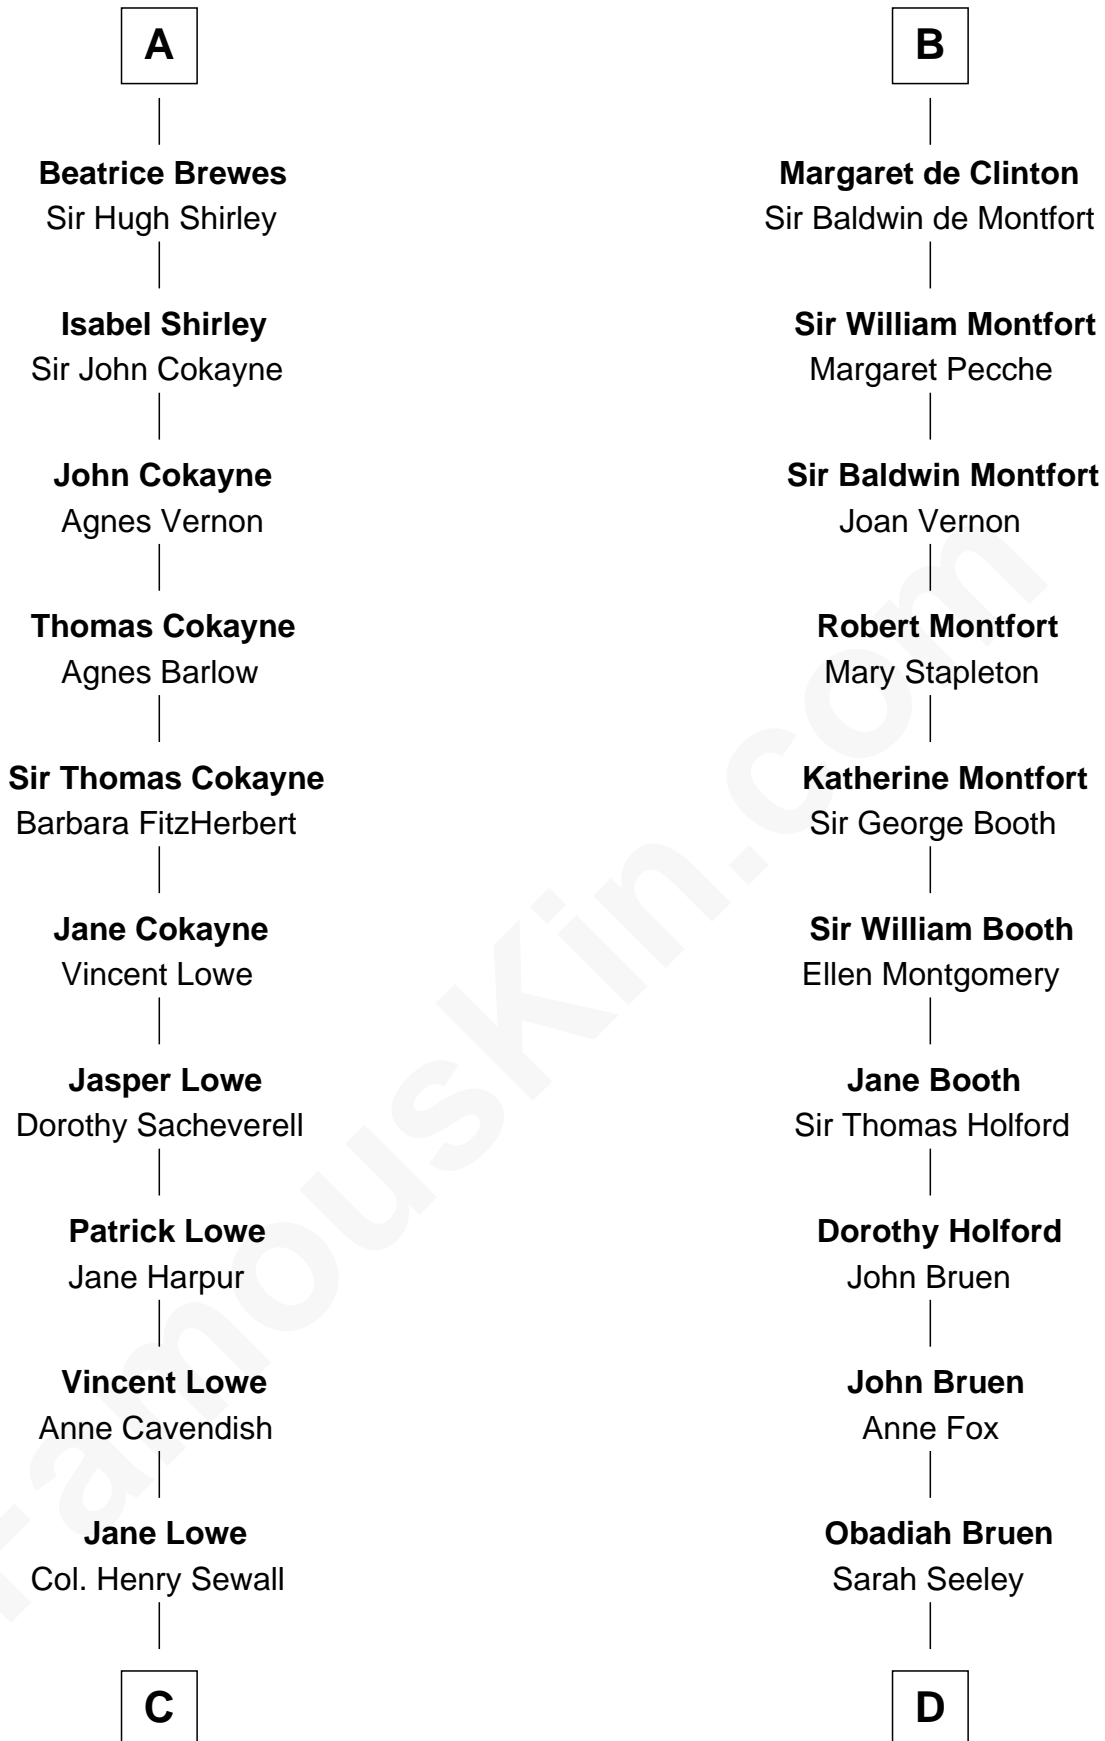 A
Beatrice Brewes
Sir Hugh Shirley
Isabel Shirley
Sir John Cokayne
John Cokayne
Agnes Vernon
Thomas Cokayne
Agnes Barlow
Sir Thomas Cokayne
Barbara FitzHerbert
Jane Cokayne
Vincent Lowe
Jasper Lowe
Dorothy Sacheverell
Patrick Lowe
Jane Harpur
Vincent Lowe
Anne Cavendish
Jane Lowe
Col. Henry Sewall
C
B
Margaret de Clinton
Sir Baldwin de Montfort
Sir William Montfort
Margaret Pecche
Sir Baldwin Montfort
Joan Vernon
Robert Montfort
Mary Stapleton
Katherine Montfort
Sir George Booth
Sir William Booth
Ellen Montgomery
Jane Booth
Sir Thomas Holford
Dorothy Holford
John Bruen
John Bruen
Anne Fox
Obadiah Bruen
Sarah Seeley
D
FamousKin.com